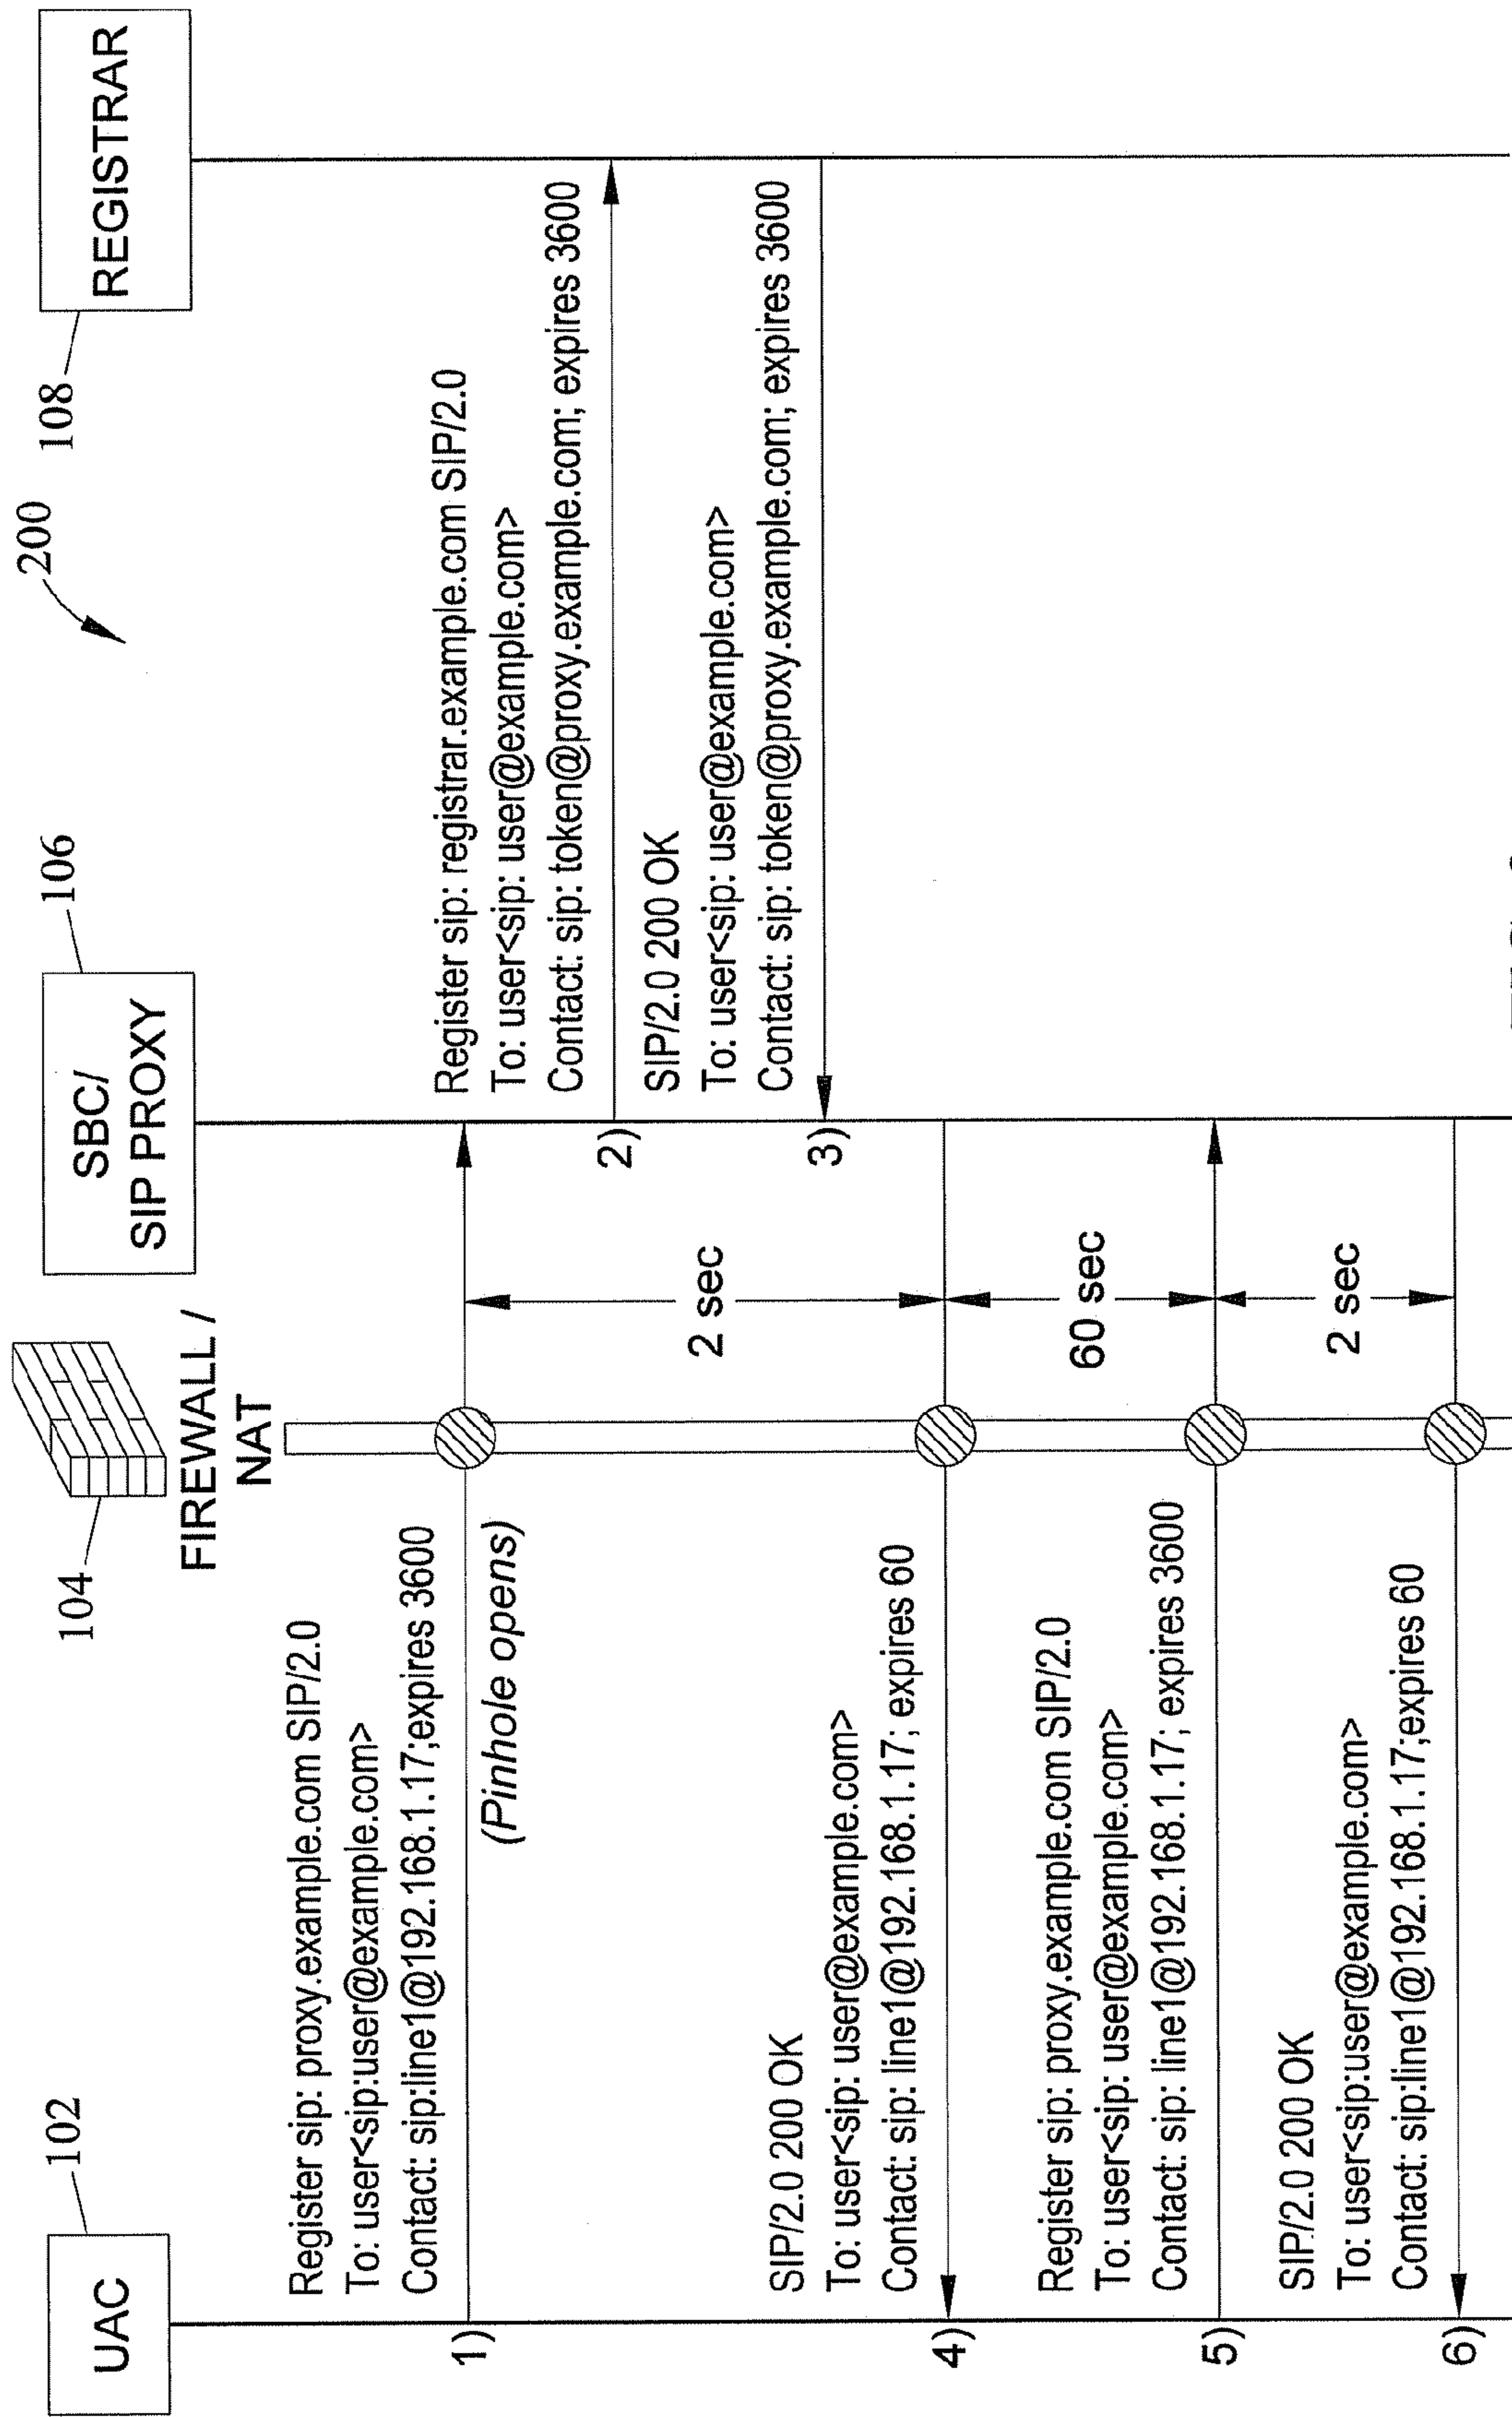 UAC
102
104
FIREWALL /
NAT
SBC/
SIP PROXY
106
200
REGISTRAR
108
1)
Register sip: proxy.example.com SIP/2.0
To: user<sip:user@example.com>
Contact: sip:line1@192.168.1.17;expires 3600
(Pinhole opens)
2)
Register sip: registrar.example.com SIP/2.0
To: user<sip: user@example.com>
Contact: sip: token@proxy.example.com; expires 3600
3)
SIP/2.0 200 OK
To: user<sip: user@example.com>
Contact: sip: token@proxy.example.com; expires 3600
2 sec
4)
SIP/2.0 200 OK
To: user<sip: user@example.com>
Contact: sip: line1@192.168.1.17; expires 60
60 sec
5)
Register sip: proxy.example.com SIP/2.0
To: user<sip: user@example.com>
Contact: sip: line1@192.168.1.17; expires 3600
2 sec
6)
SIP/2.0 200 OK
To: user<sip:user@example.com>
Contact: sip:line1@192.168.1.17;expires 60